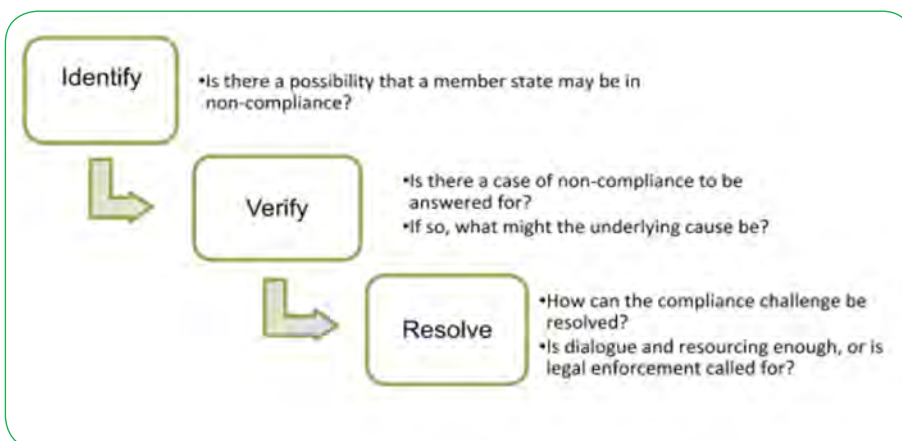 Identify
•Is there a possibility that a member state may be in
non-compliance?
Verify
•Is there a case of non-compliance to be
answered for?
•If so, what might the underlying cause be?
Resolve
•How can the compliance challenge be
resolved?
•Is dialogue and resourcing enough, or is
legal enforcement called for?